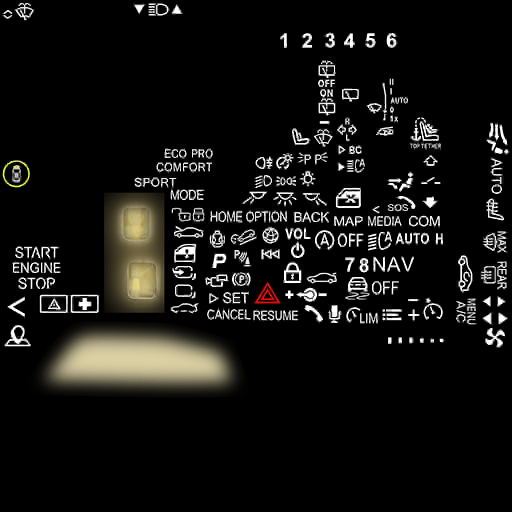 1 2 3 4 5 6
OFF
ON
AUTO
0
1x
R
L
BC
TOP TETHER
ECO PRO
COMFORT
SPORT
MODE
P P
AUTO
SOS
HOME OPTION BACK MAP MEDIA COM
VOL
A OFF AUTO H
P
P
7 8 NAV
OFF
START
ENGINE
STOP
SET
CANCEL RESUME
LIM
MENU
A/C
MAX
REAR